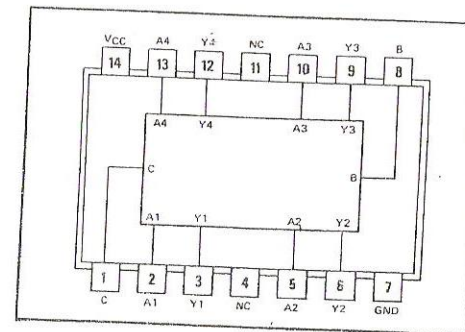 VCC A4 Y4 NC A3 Y3 B
14 13 12 11 10 9 8
A4 Y4 A3 Y3
C B
A1 Y1 A2 Y2
1 2 3 4 5 6 7
C A1 Y1 NC A2 Y2 GND